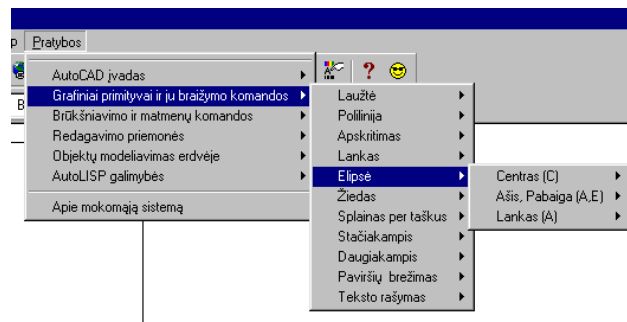 p Pratybos
AutoCAD įvadas
Grafiniai primityvai ir ju braižymo komandos
B
Brūkšniavimo ir matmenų komandos
Redagavimo priemonės
Objektų modeliavimas erdvėje
AutoLISP galimybės
Apie mokomąją sistemą
?
Laužtė
Polilinija
Apskritimas
Lankas
Elipsė
Žiedas
Splainas per taškus
Stačiakampis
Daugiakampis
Paviršių brežimas
Teksto rašymas
Centras (C)
Ašis, Pabaiga (A,E)
Lankas (A)